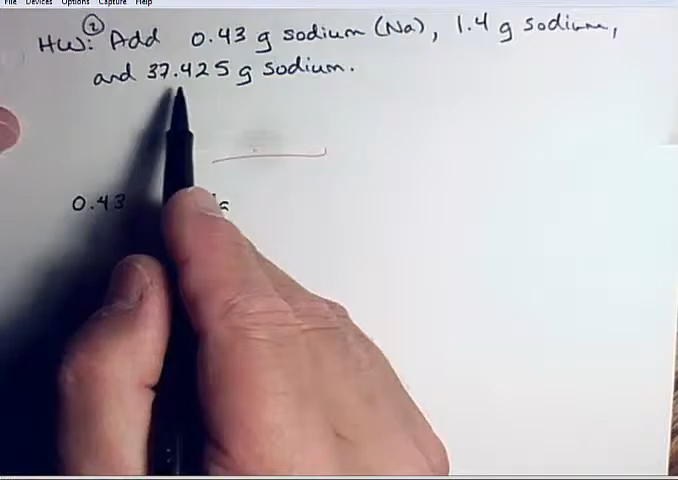 File Devices Options Capture Help
HW: ② Add 0.43 g sodium (Na), 1.4 g sodium,
and 37.425 g sodium.
0.43